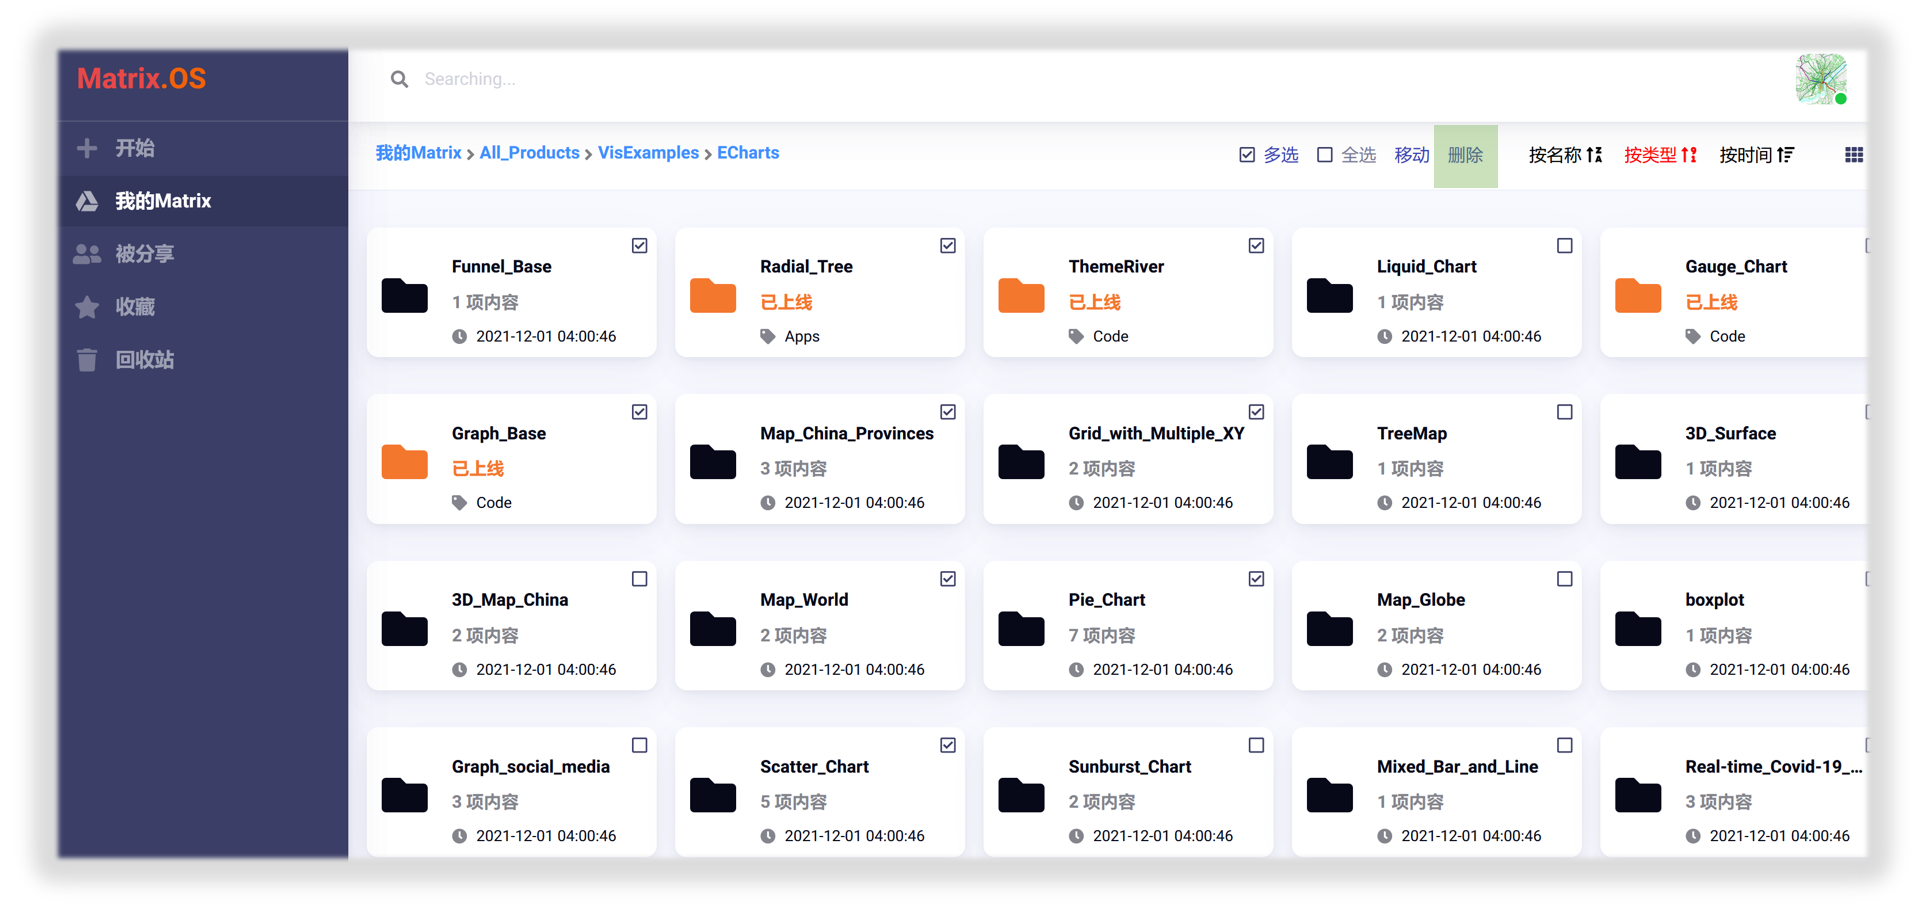 Matrix.OS
Searching...
开始
我的Matrix
被分享
收藏
回收站
我的Matrix > All_Products > VisExamples > ECharts
多选 全选 移动 删除 按名称 按类型 按时间
Funnel_Base
1 项内容
2021-12-01 04:00:46
Radial_Tree
已上线
Apps
ThemeRiver
已上线
Code
Liquid_Chart
1 项内容
2021-12-01 04:00:46
Gauge_Chart
已上线
Code
Graph_Base
已上线
Code
Map_China_Provinces
3 项内容
2021-12-01 04:00:46
Grid_with_Multiple_XY
2 项内容
2021-12-01 04:00:46
TreeMap
1 项内容
2021-12-01 04:00:46
3D_Surface
1 项内容
2021-12-01 04:00:46
3D_Map_China
2 项内容
2021-12-01 04:00:46
Map_World
2 项内容
2021-12-01 04:00:46
Pie_Chart
7 项内容
2021-12-01 04:00:46
Map_Globe
2 项内容
2021-12-01 04:00:46
boxplot
1 项内容
2021-12-01 04:00:46
Graph_social_media
3 项内容
2021-12-01 04:00:46
Scatter_Chart
5 项内容
2021-12-01 04:00:46
Sunburst_Chart
2 项内容
2021-12-01 04:00:46
Mixed_Bar_and_Line
1 项内容
2021-12-01 04:00:46
Real-time_Covid-19_...
3 项内容
2021-12-01 04:00:46